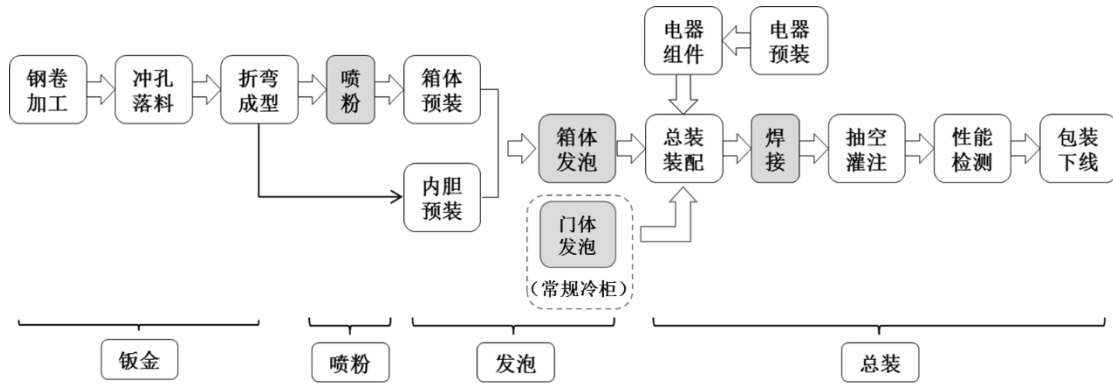 电器
组件
电器
预装
钢卷
加工
冲孔
落料
折弯
成型
喷
粉
箱体
预装
箱体
发泡
总装
装配
焊
接
抽空
灌注
性能
检测
包装
下线
内胆
预装
门体
发泡
（常规冷柜）
钣金
喷粉
发泡
总装